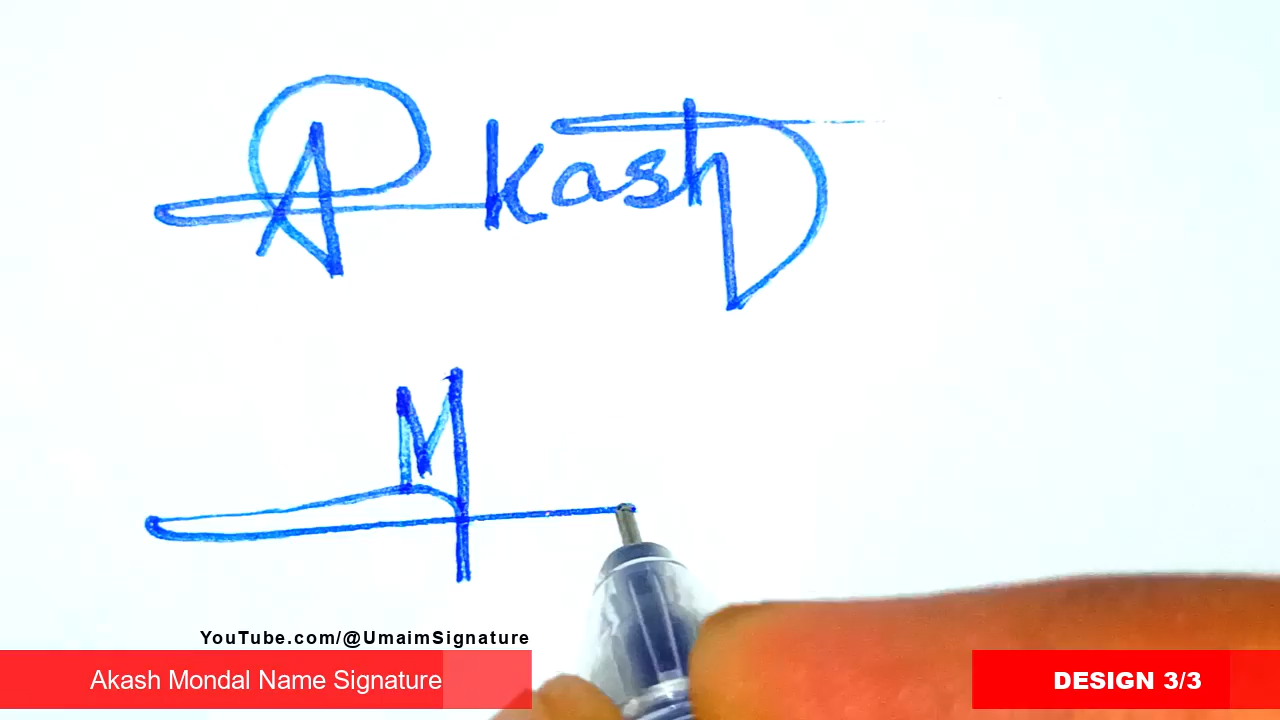 Akash
M
YouTube.com/@UmaimSignature
Akash Mondal Name Signature
DESIGN 3/3